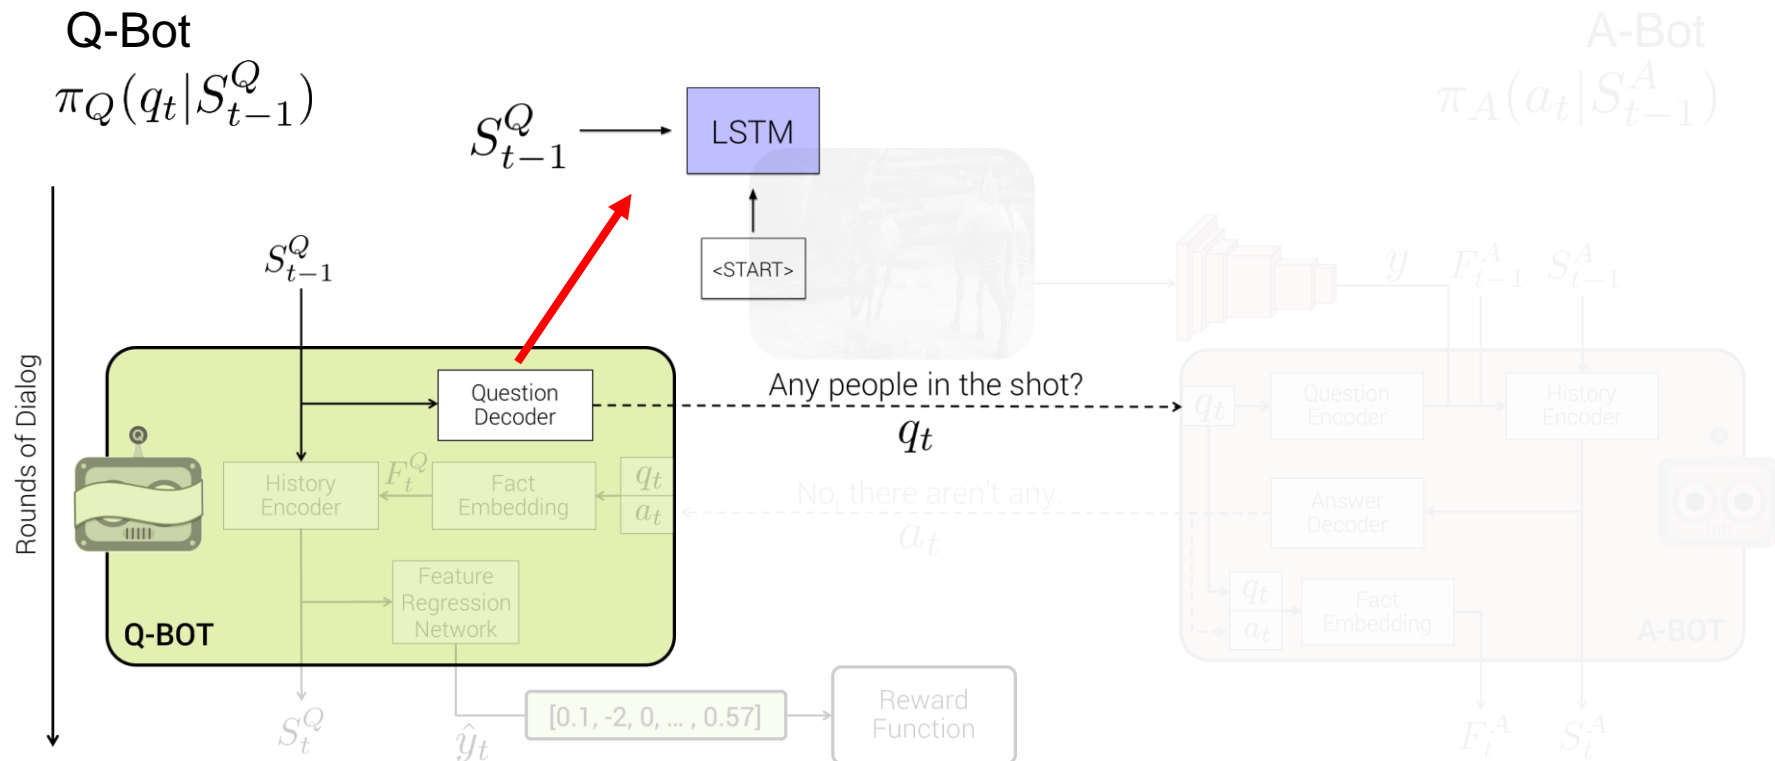 Q-Bot
A-Bot
π_Q(q_t|S^Q_{t−1})
π_A(a_t|S^A_{t−1})
S^Q_{t−1}
LSTM
<START>
S^Q_{t−1}
y
F^A_{t−1}
S^A_{t−1}
Rounds of Dialog
Question
Decoder
Any people in the shot?
q_t
q_t
Question
Encoder
History
Encoder
History
Encoder
F^Q_t
Fact
Embedding
q_t
a_t
No, there aren't any.
a_t
Answer
Decoder
Feature
Regression
Network
q_t
a_t
Fact
Embedding
Q-BOT
A-BOT
S^Q_t
ŷ_t
[0.1, -2, 0, ... , 0.57]
Reward
Function
F^A_t
S^A_t
Q